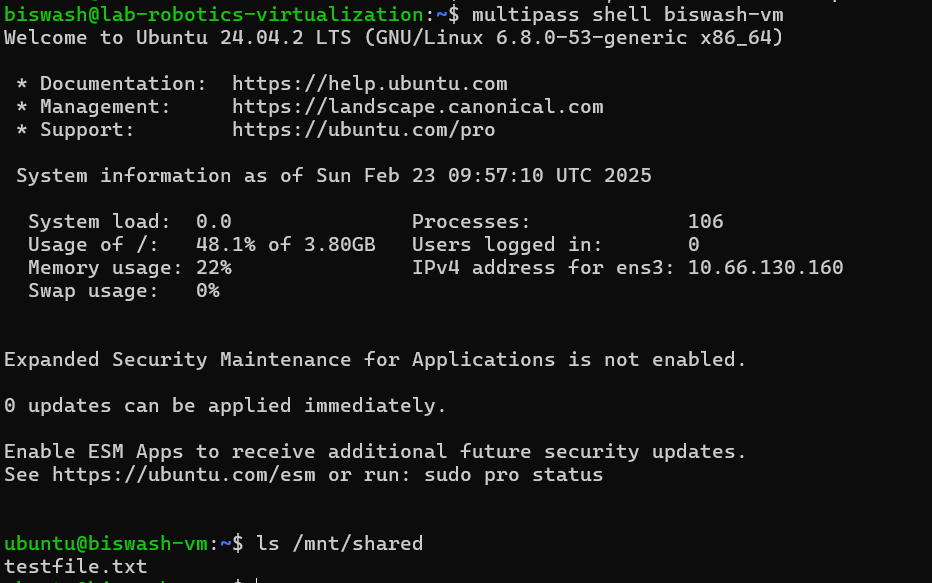 biswash@lab-robotics-virtualization:~$ multipass shell biswash-vm
Welcome to Ubuntu 24.04.2 LTS (GNU/Linux 6.8.0-53-generic x86_64)
* Documentation:  https://help.ubuntu.com
* Management:     https://landscape.canonical.com
* Support:        https://ubuntu.com/pro
System information as of Sun Feb 23 09:57:10 UTC 2025
System load:  0.0                Processes:             106
Usage of /:   48.1% of 3.80GB   Users logged in:       0
Memory usage: 22%                IPv4 address for ens3: 10.66.130.160
Swap usage:   0%
Expanded Security Maintenance for Applications is not enabled.
0 updates can be applied immediately.
Enable ESM Apps to receive additional future security updates.
See https://ubuntu.com/esm or run: sudo pro status
ubuntu@biswash-vm:~$ ls /mnt/shared
testfile.txt